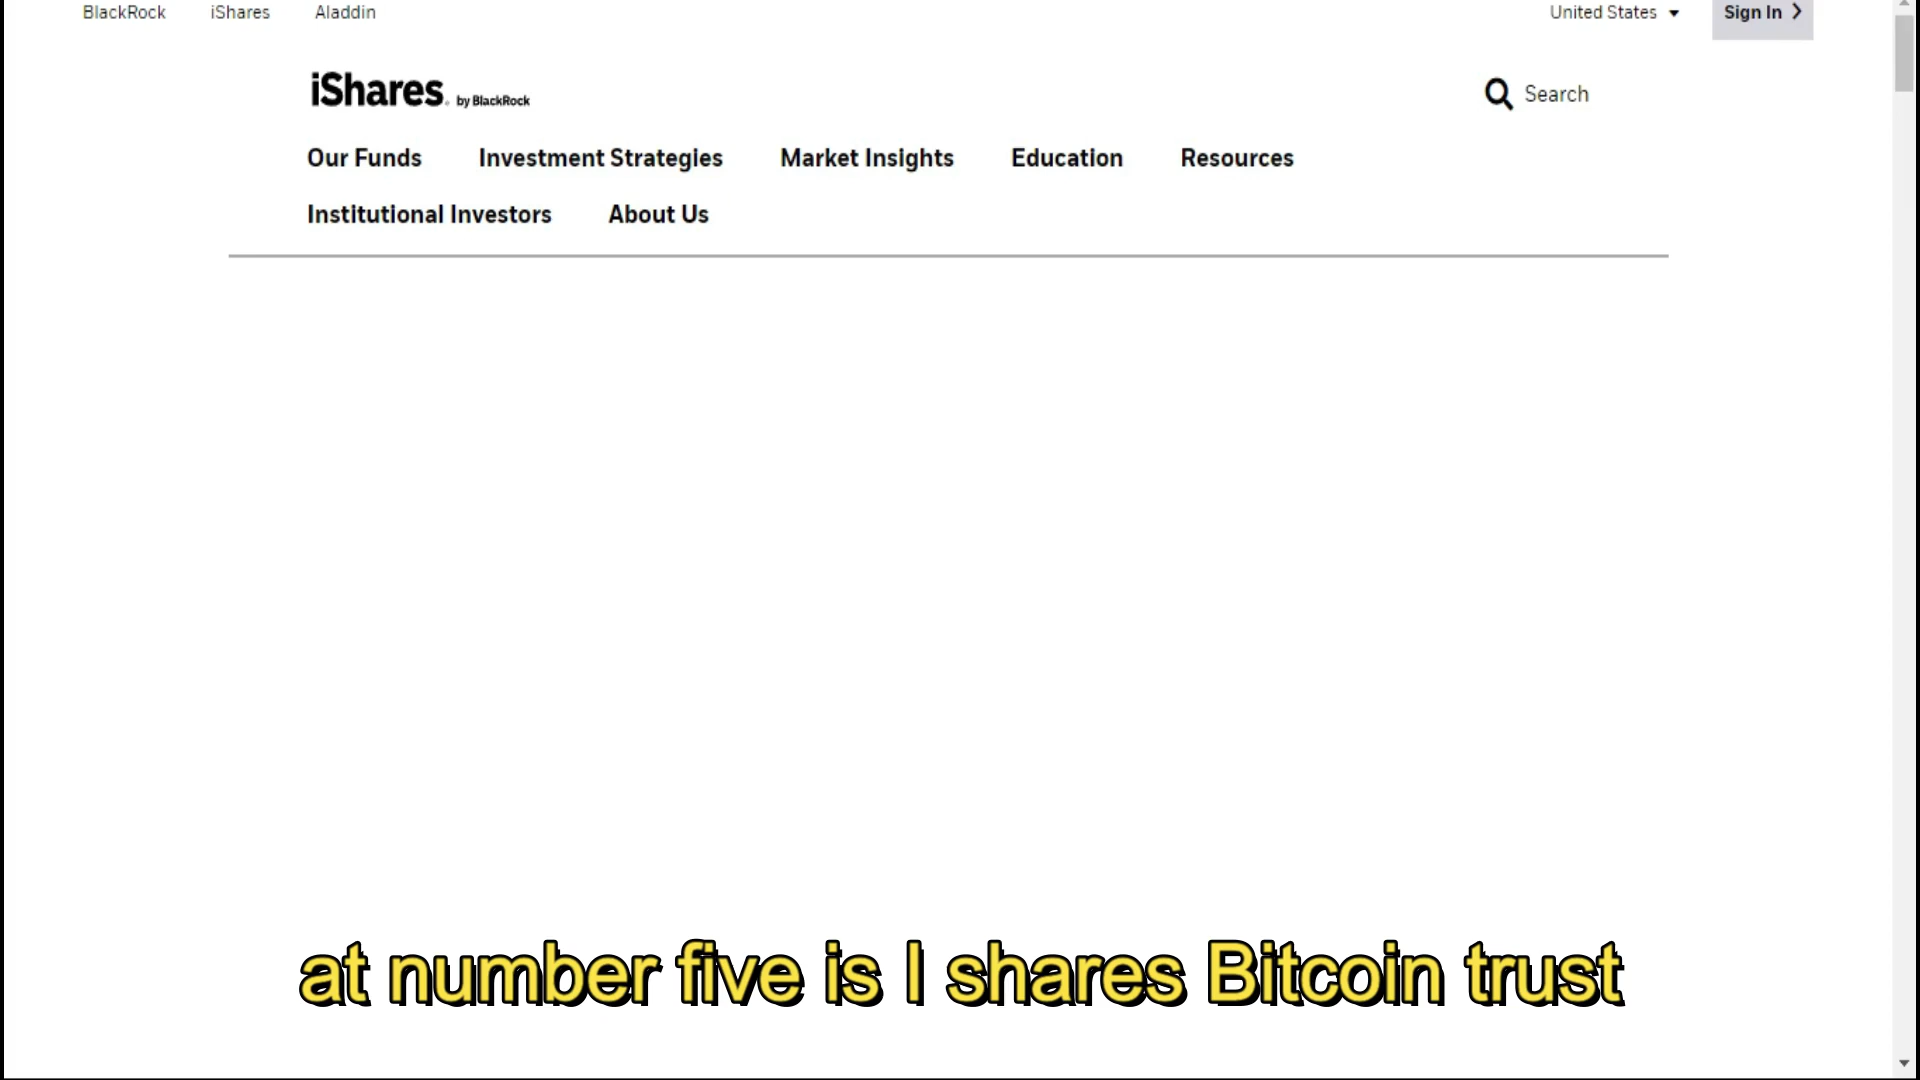 BlackRock iShares Aladdin United States Sign In
iShares by BlackRock Search
Our Funds Investment Strategies Market Insights Education Resources
Institutional Investors About Us
at number five is I shares Bitcoin trust